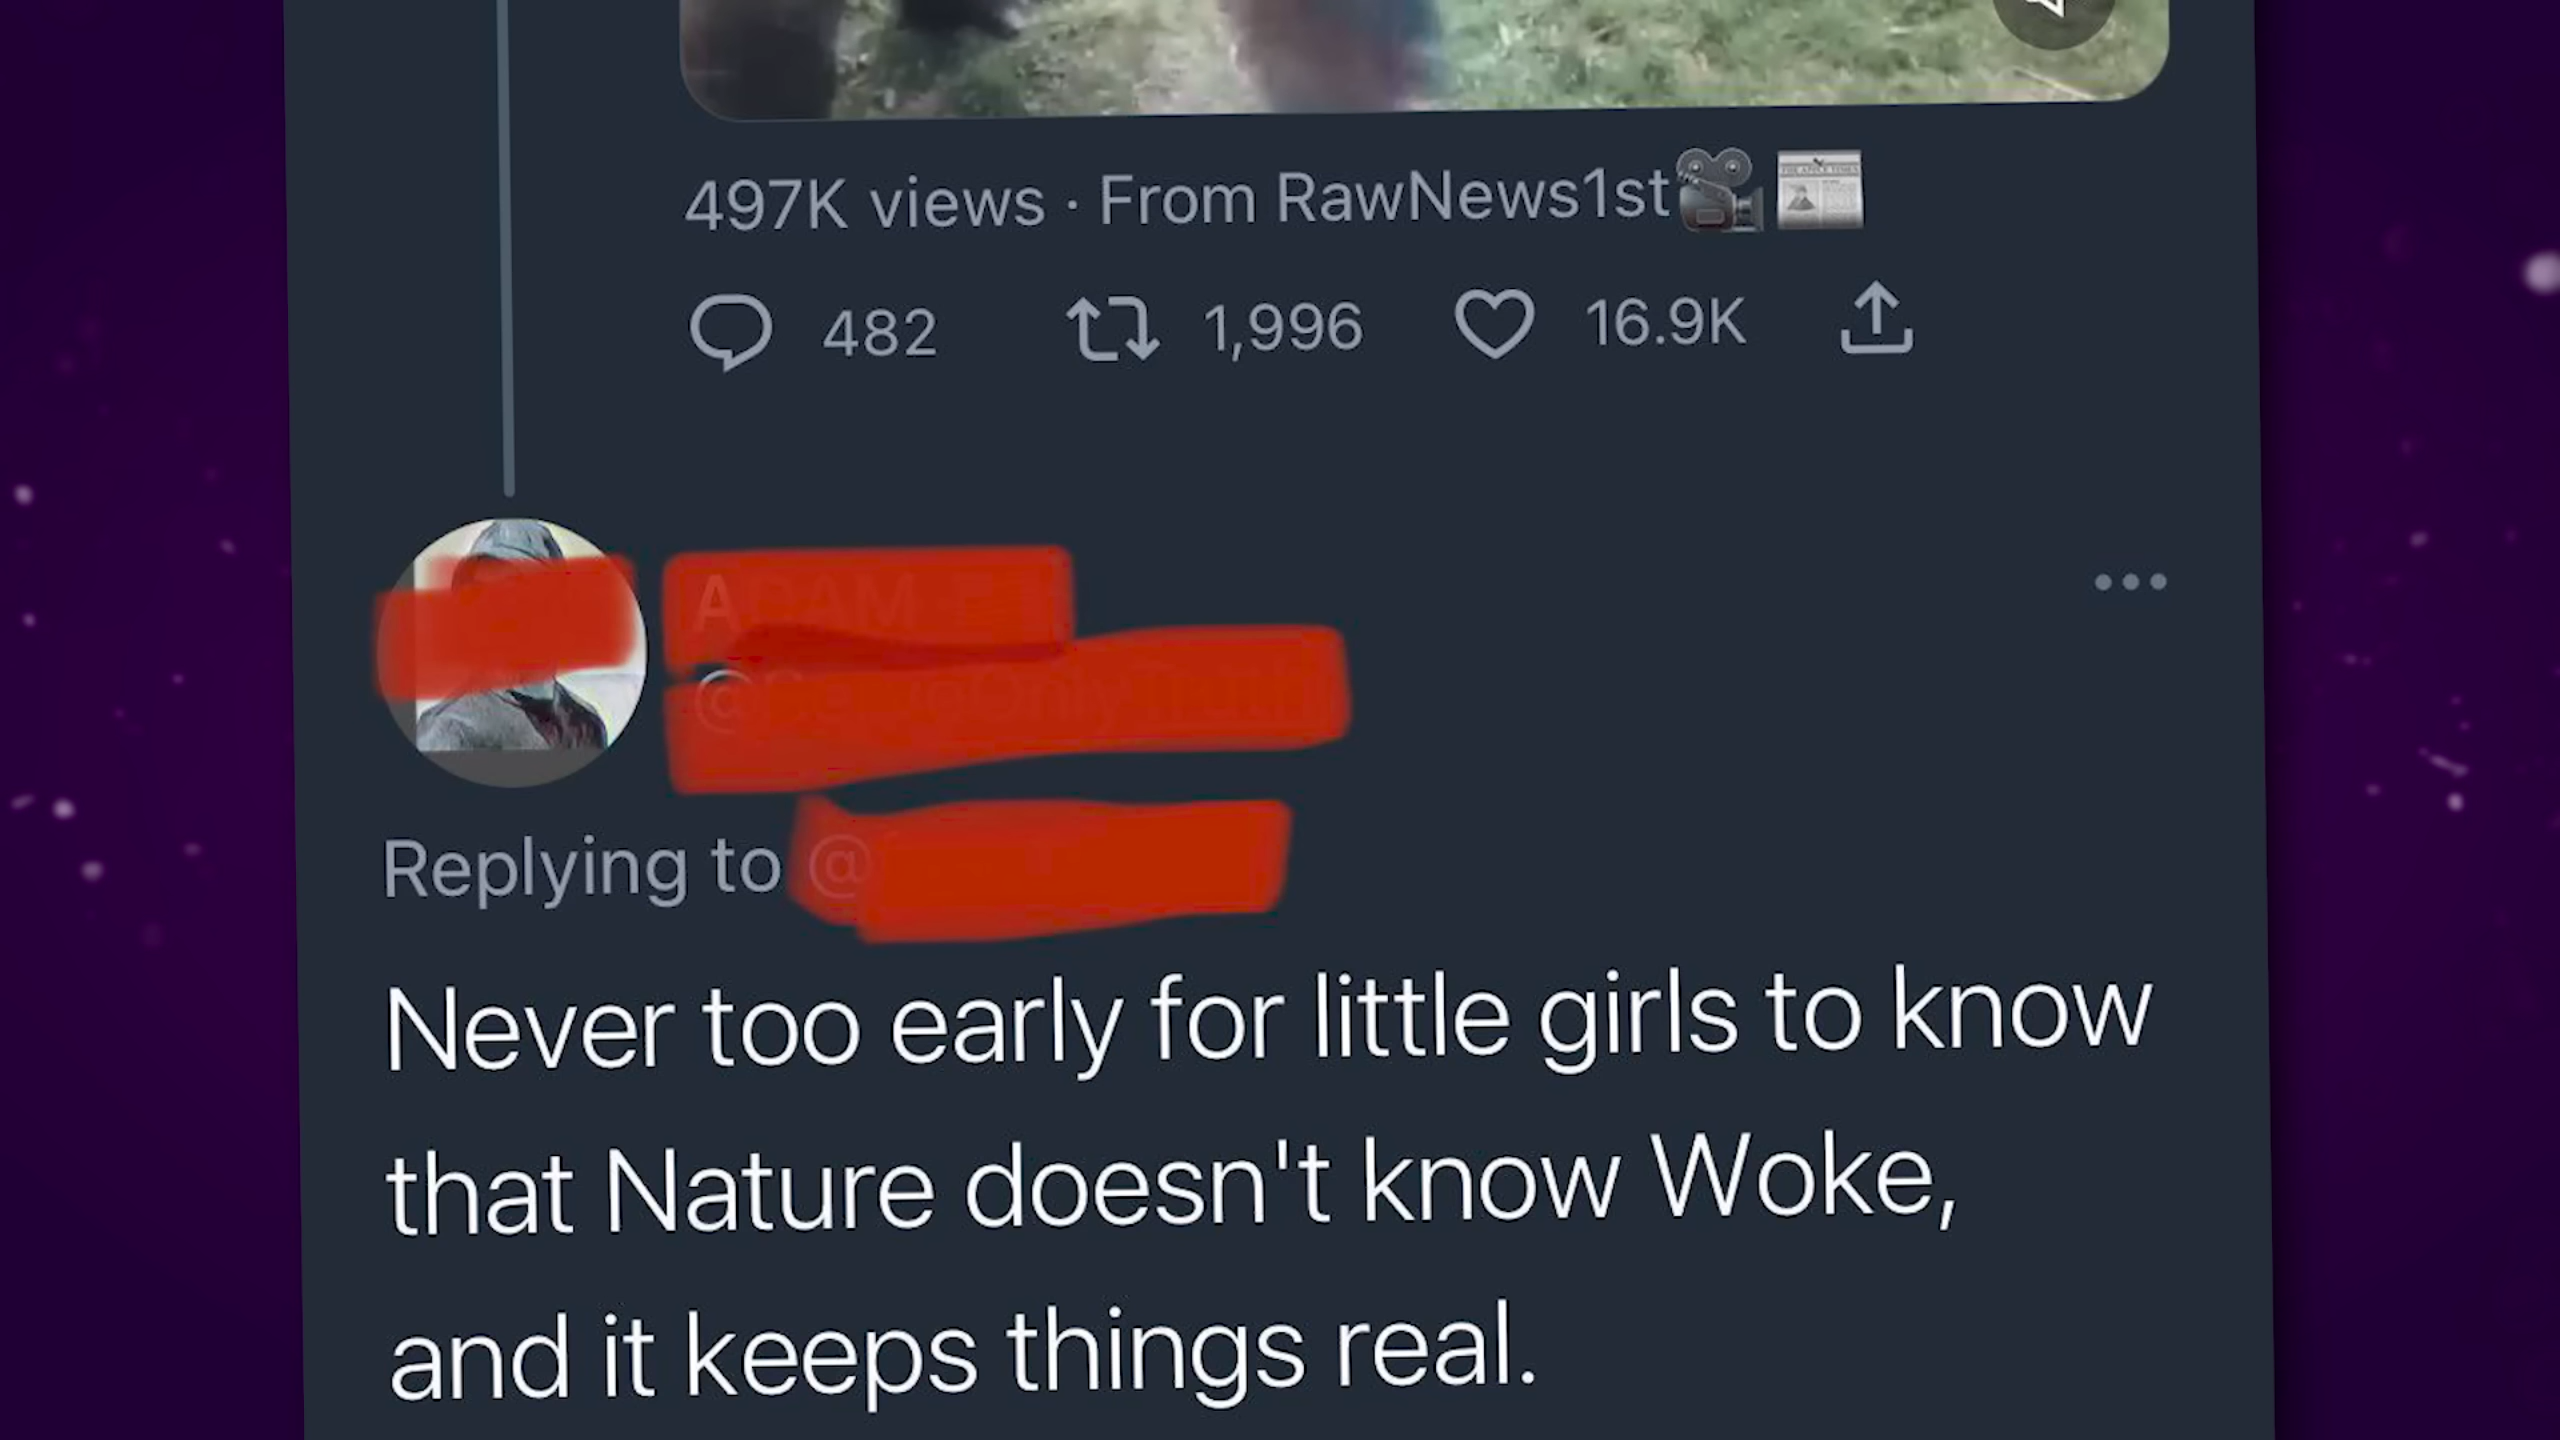 497K views · From RawNews1st🎥📰
482 1,996 16.9K
Replying to @
Never too early for little girls to know
that Nature doesn't know Woke,
and it keeps things real.